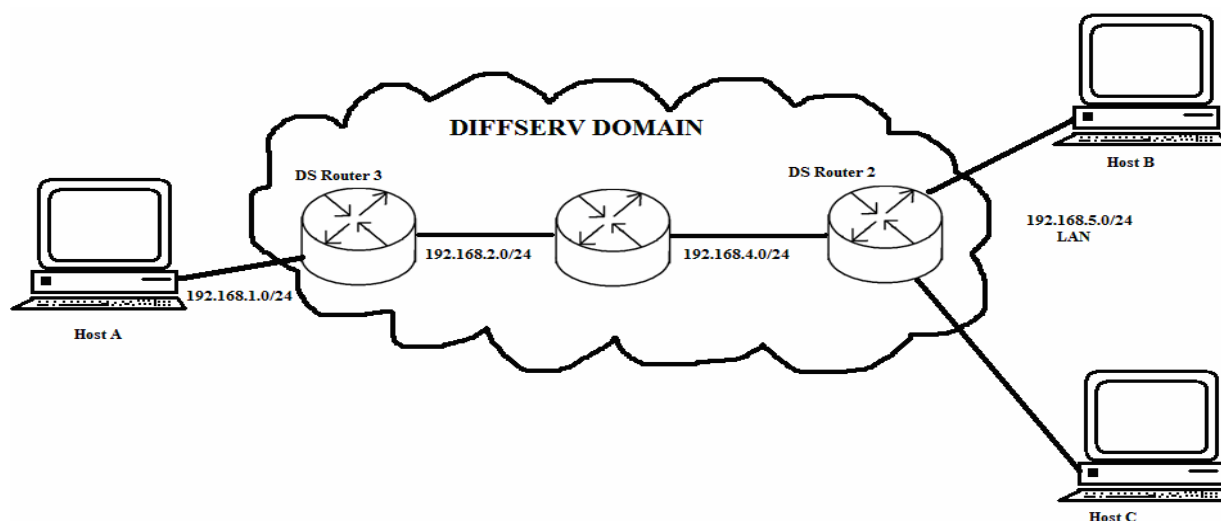 DIFFSERV DOMAIN
Host B
DS Router 3
DS Router 2
192.168.5.0/24
LAN
192.168.2.0/24
192.168.4.0/24
192.168.1.0/24
Host A
Host C